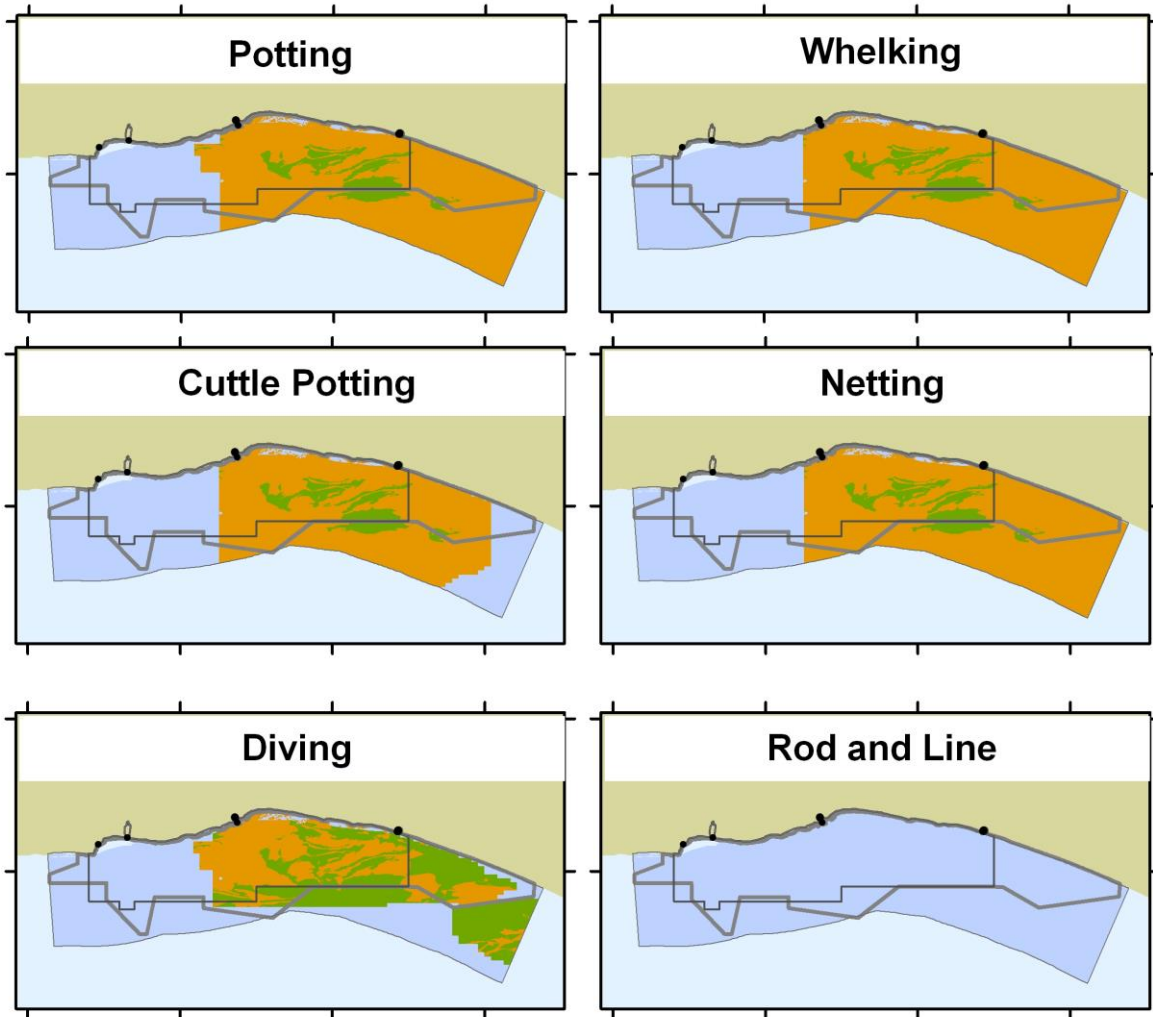 Potting
Whelking
Cuttle Potting
Netting
Diving
Rod and Line